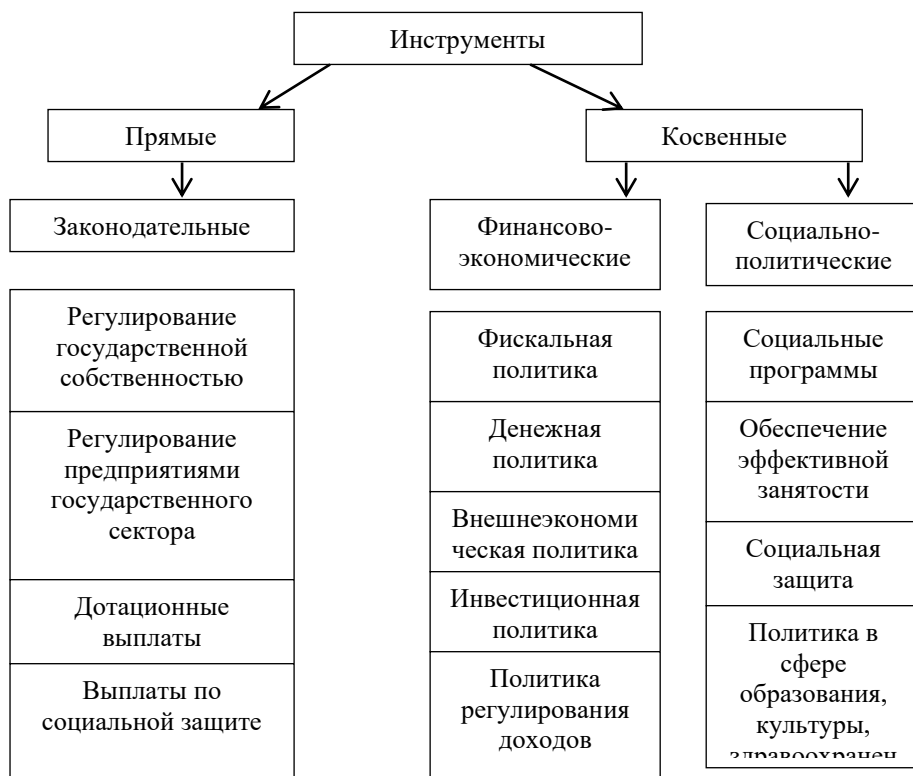 Инструменты
Прямые
Косвенные
Законодательные
Финансово-
экономические
Социально-
политические
Регулирование
государственной
собственностью
Регулирование
предприятиями
государственного
сектора
Дотационные
выплаты
Выплаты по
социальной защите
Фискальная
политика
Денежная
политика
Внешнеэкономи
ческая политика
Инвестиционная
политика
Политика
регулирования
доходов
Социальные
программы
Обеспечение
эффективной
занятости
Социальная
защита
Политика в
сфере
образования,
культуры,
здравоохранен